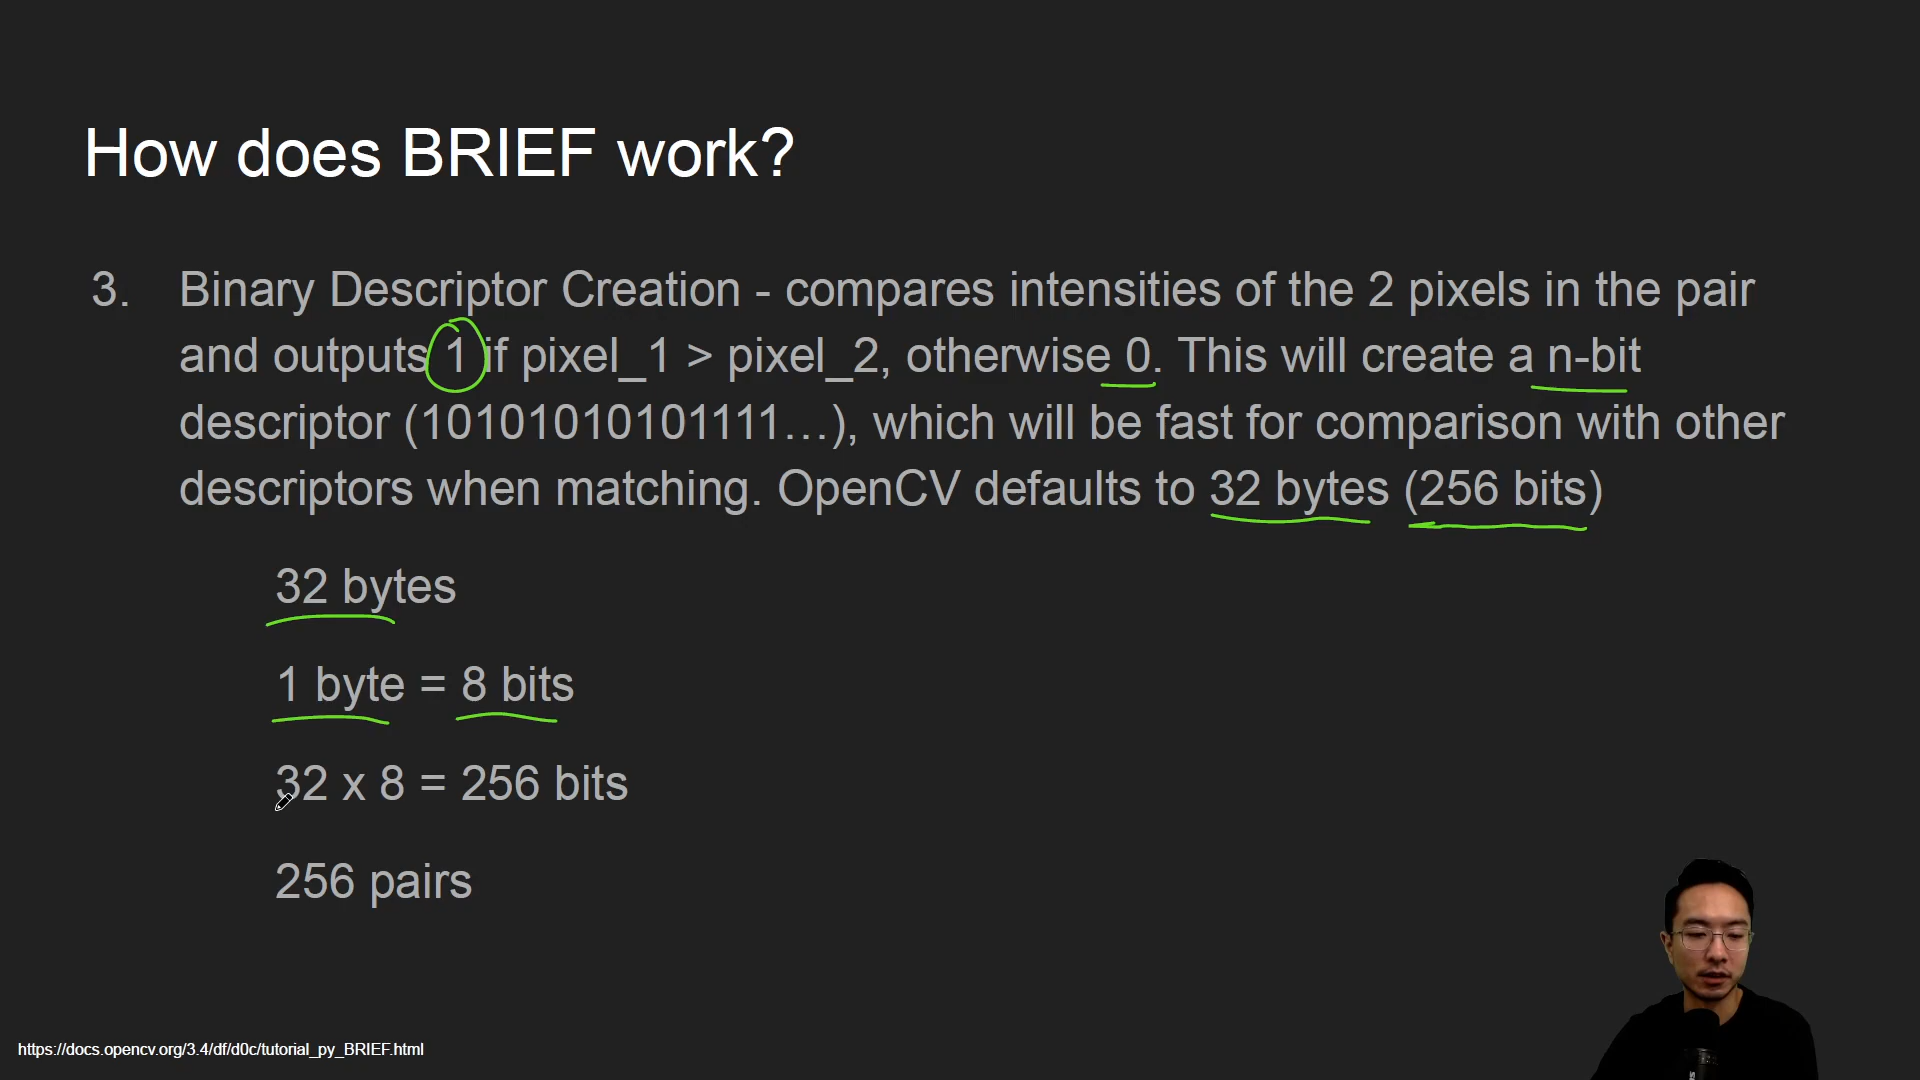 How does BRIEF work?
3. Binary Descriptor Creation - compares intensities of the 2 pixels in the pair
and outputs 1 if pixel_1 > pixel_2, otherwise 0. This will create a n-bit
descriptor (10101010101111…), which will be fast for comparison with other
descriptors when matching. OpenCV defaults to 32 bytes (256 bits)
32 bytes
1 byte = 8 bits
32 x 8 = 256 bits
256 pairs
https://docs.opencv.org/3.4/df/d0c/tutorial_py_BRIEF.html